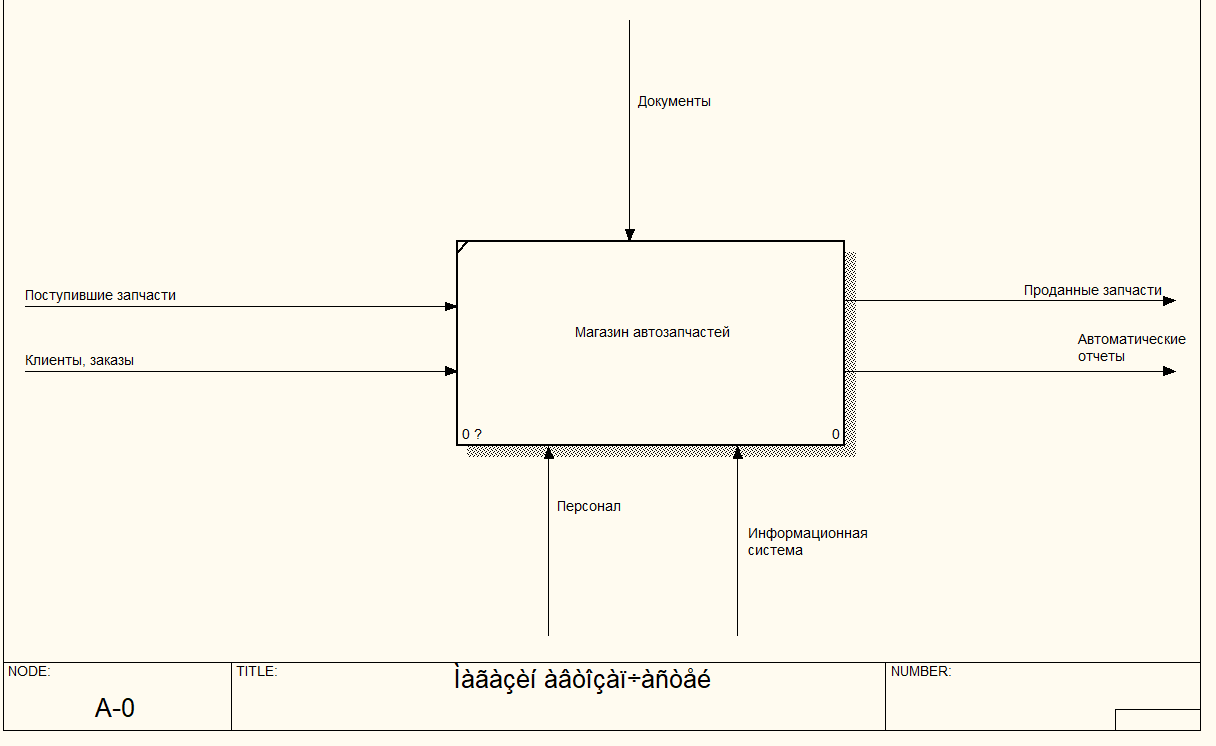 Документы
Поступившие запчасти
Проданные запчасти
Магазин автозапчастей
Автоматические
отчеты
Клиенты, заказы
0 ?
0
Персонал
Информационная
система
NODE:
TITLE:
NUMBER:
Ìàãàçèí àâòîçàï÷àñòåé
A-0